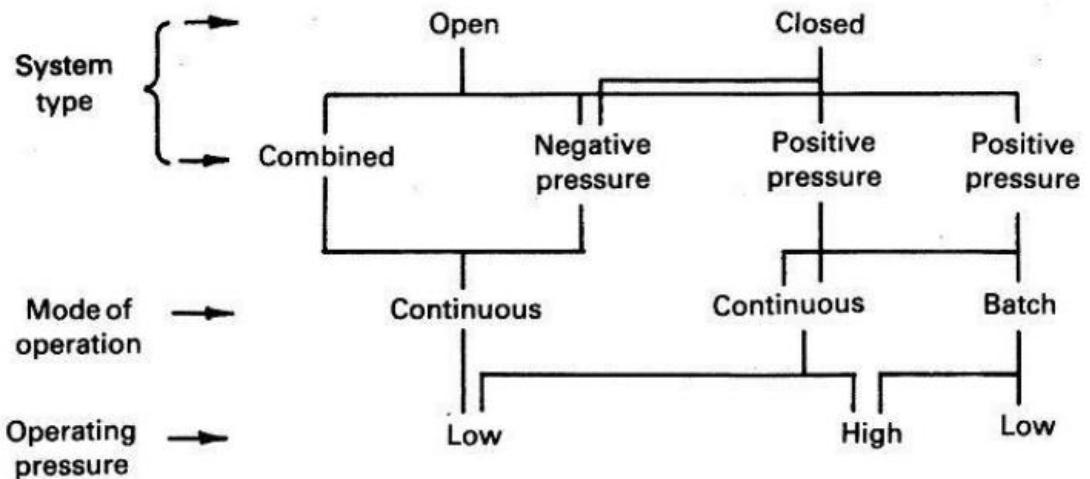 Open
Closed
System
type
Combined
Negative
pressure
Positive
pressure
Positive
pressure
Mode of
operation
Continuous
Continuous
Batch
Operating
pressure
Low
High
Low